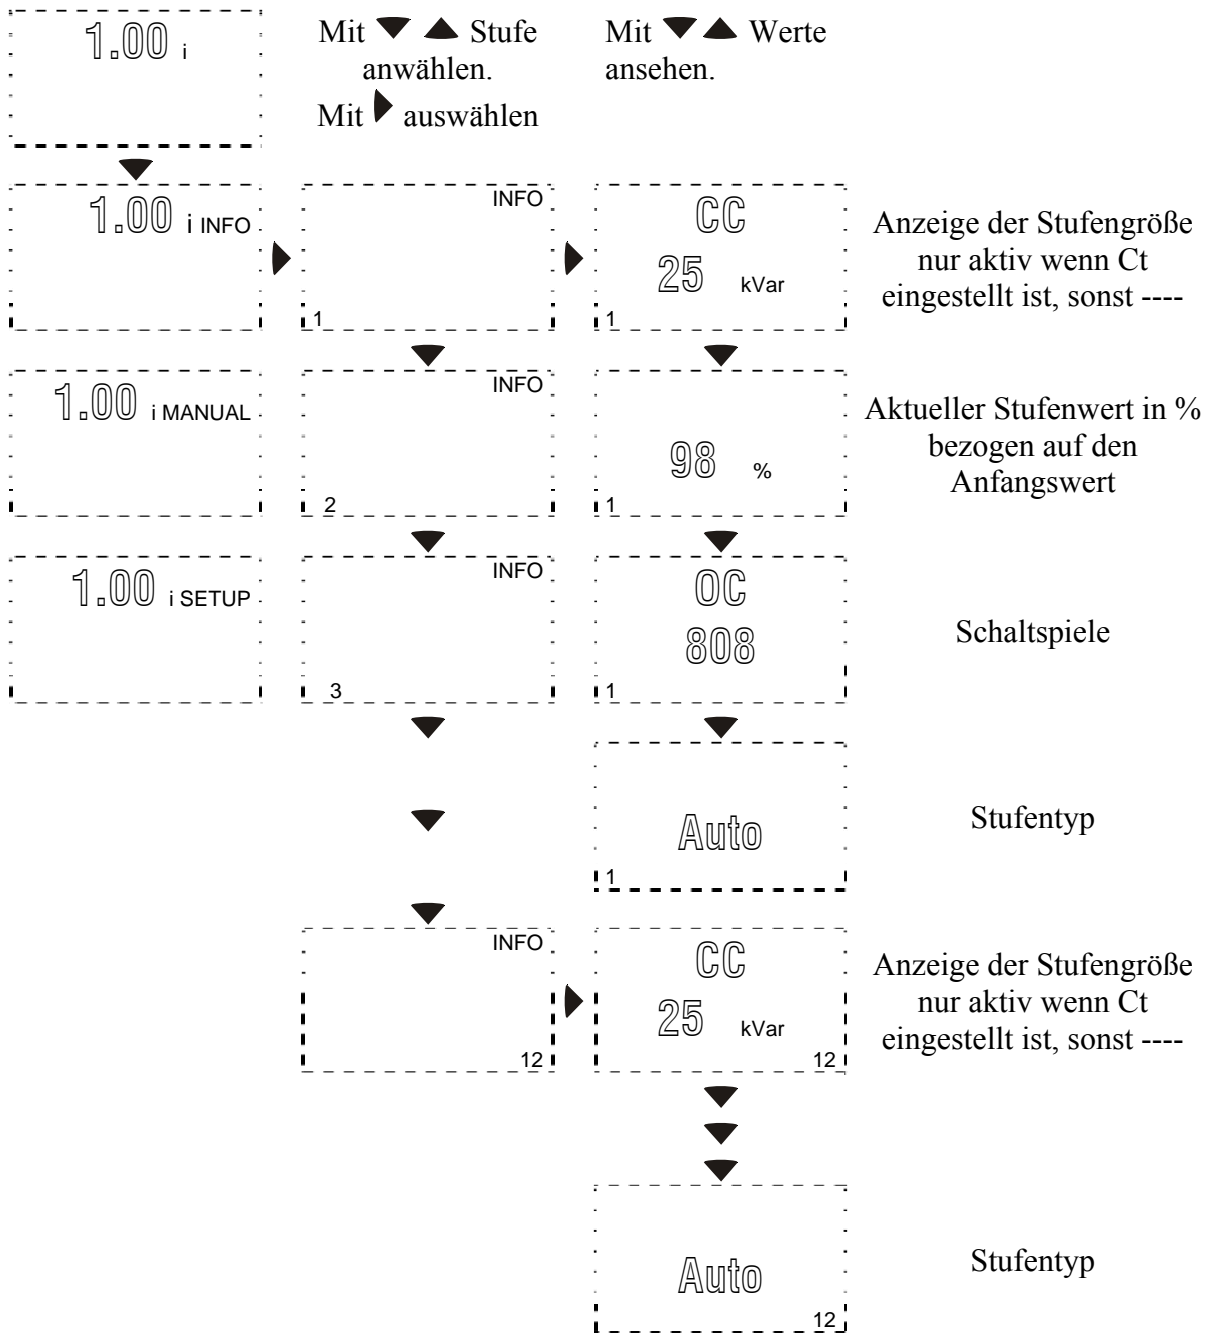 1.00 i
Mit ▼ ▲ Stufe
anwählen.
Mit ▶ auswählen
Mit ▼ ▲ Werte
ansehen.
1.00 i INFO
INFO
1
CC
25 kVar
1
Anzeige der Stufengröße
nur aktiv wenn Ct
eingestellt ist, sonst ----
1.00 i MANUAL
INFO
2
98 %
1
Aktueller Stufenwert in %
bezogen auf den
Anfangswert
1.00 i SETUP
INFO
3
OC
808
1
Schaltspiele
Auto
1
Stufentyp
INFO
12
CC
25 kVar
12
Anzeige der Stufengröße
nur aktiv wenn Ct
eingestellt ist, sonst ----
Auto
12
Stufentyp